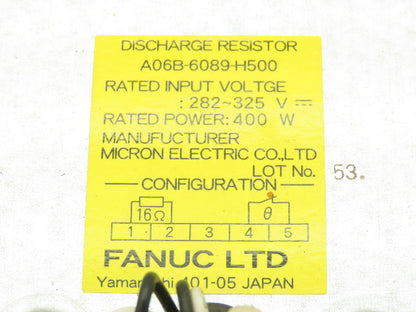 DISCHARGE RESISTOR
A06B-6089-H500
RATED INPUT VOLTGE
: 282~325 V ⎓
RATED POWER: 400 W
MANUFUCTURER
MICRON ELECTRIC CO., LTD
LOT No. 53.
CONFIGURATION
16Ω θ
1 2 3 4 5
FANUC LTD
401-05 JAPAN